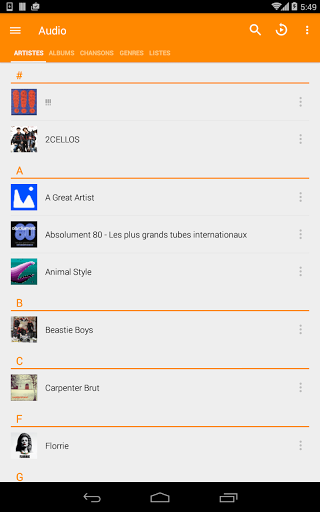 5:49
Audio
ARTISTES ALBUMS CHANSONS GENRES LISTES
#
!!!
2CELLOS
A
A Great Artist
Absolument 80 - Les plus grands tubes internationaux
Animal Style
B
Beastie Boys
C
Carpenter Brut
F
Florrie
G